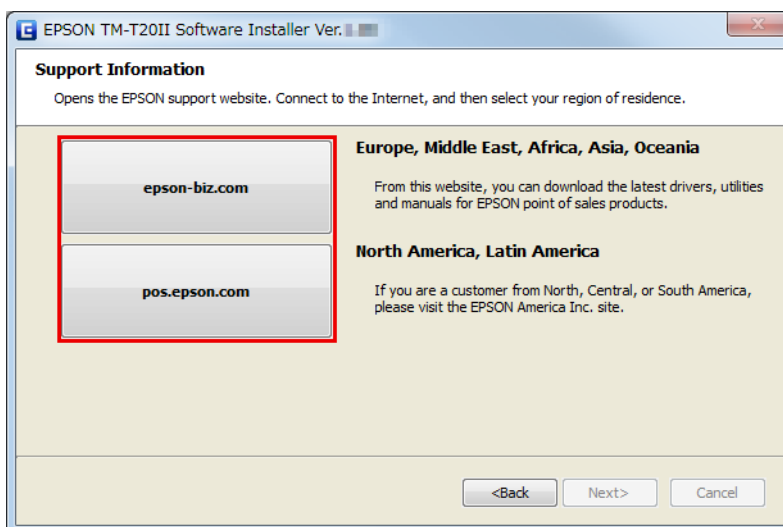 EPSON TM-T20II Software Installer Ver.
Support Information
Opens the EPSON support website. Connect to the Internet, and then select your region of residence.
epson-biz.com
Europe, Middle East, Africa, Asia, Oceania
From this website, you can download the latest drivers, utilities
and manuals for EPSON point of sales products.
pos.epson.com
North America, Latin America
If you are a customer from North, Central, or South America,
please visit the EPSON America Inc. site.
<Back Next> Cancel